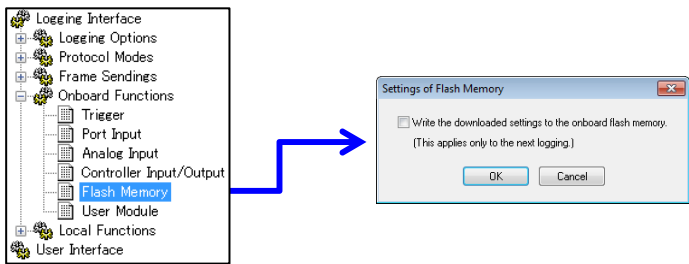 Logging Interface
Logging Options
Protocol Modes
Frame Sendings
Onboard Functions
Trigger
Port Input
Analog Input
Controller Input/Output
Flash Memory
User Module
Local Functions
User Interface
Settings of Flash Memory
Write the downloaded settings to the onboard flash memory.
(This applies only to the next logging.)
OK
Cancel